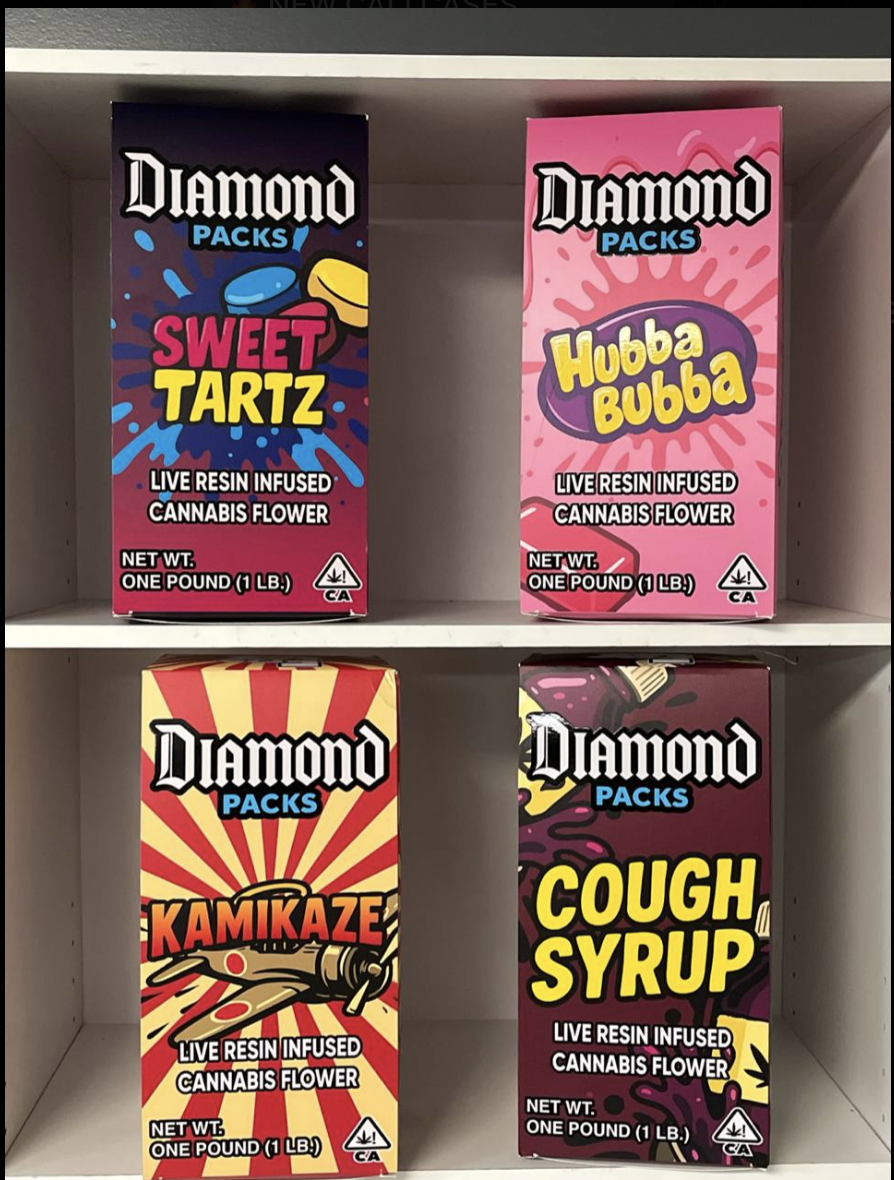 NEW CALI CASES
DIAMOND
PACKS
SWEET
TARTZ
LIVE RESIN INFUSED
CANNABIS FLOWER
NET WT.
ONE POUND (1 LB.)
CA
DIAMOND
PACKS
Hubba
Bubba
LIVE RESIN INFUSED
CANNABIS FLOWER
NET WT.
ONE POUND (1 LB.)
CA
DIAMOND
PACKS
KAMIKAZE
LIVE RESIN INFUSED
CANNABIS FLOWER
NET WT.
ONE POUND (1 LB.)
CA
DIAMOND
PACKS
COUGH
SYRUP
LIVE RESIN INFUSED
CANNABIS FLOWER
NET WT.
ONE POUND (1 LB.)
CA